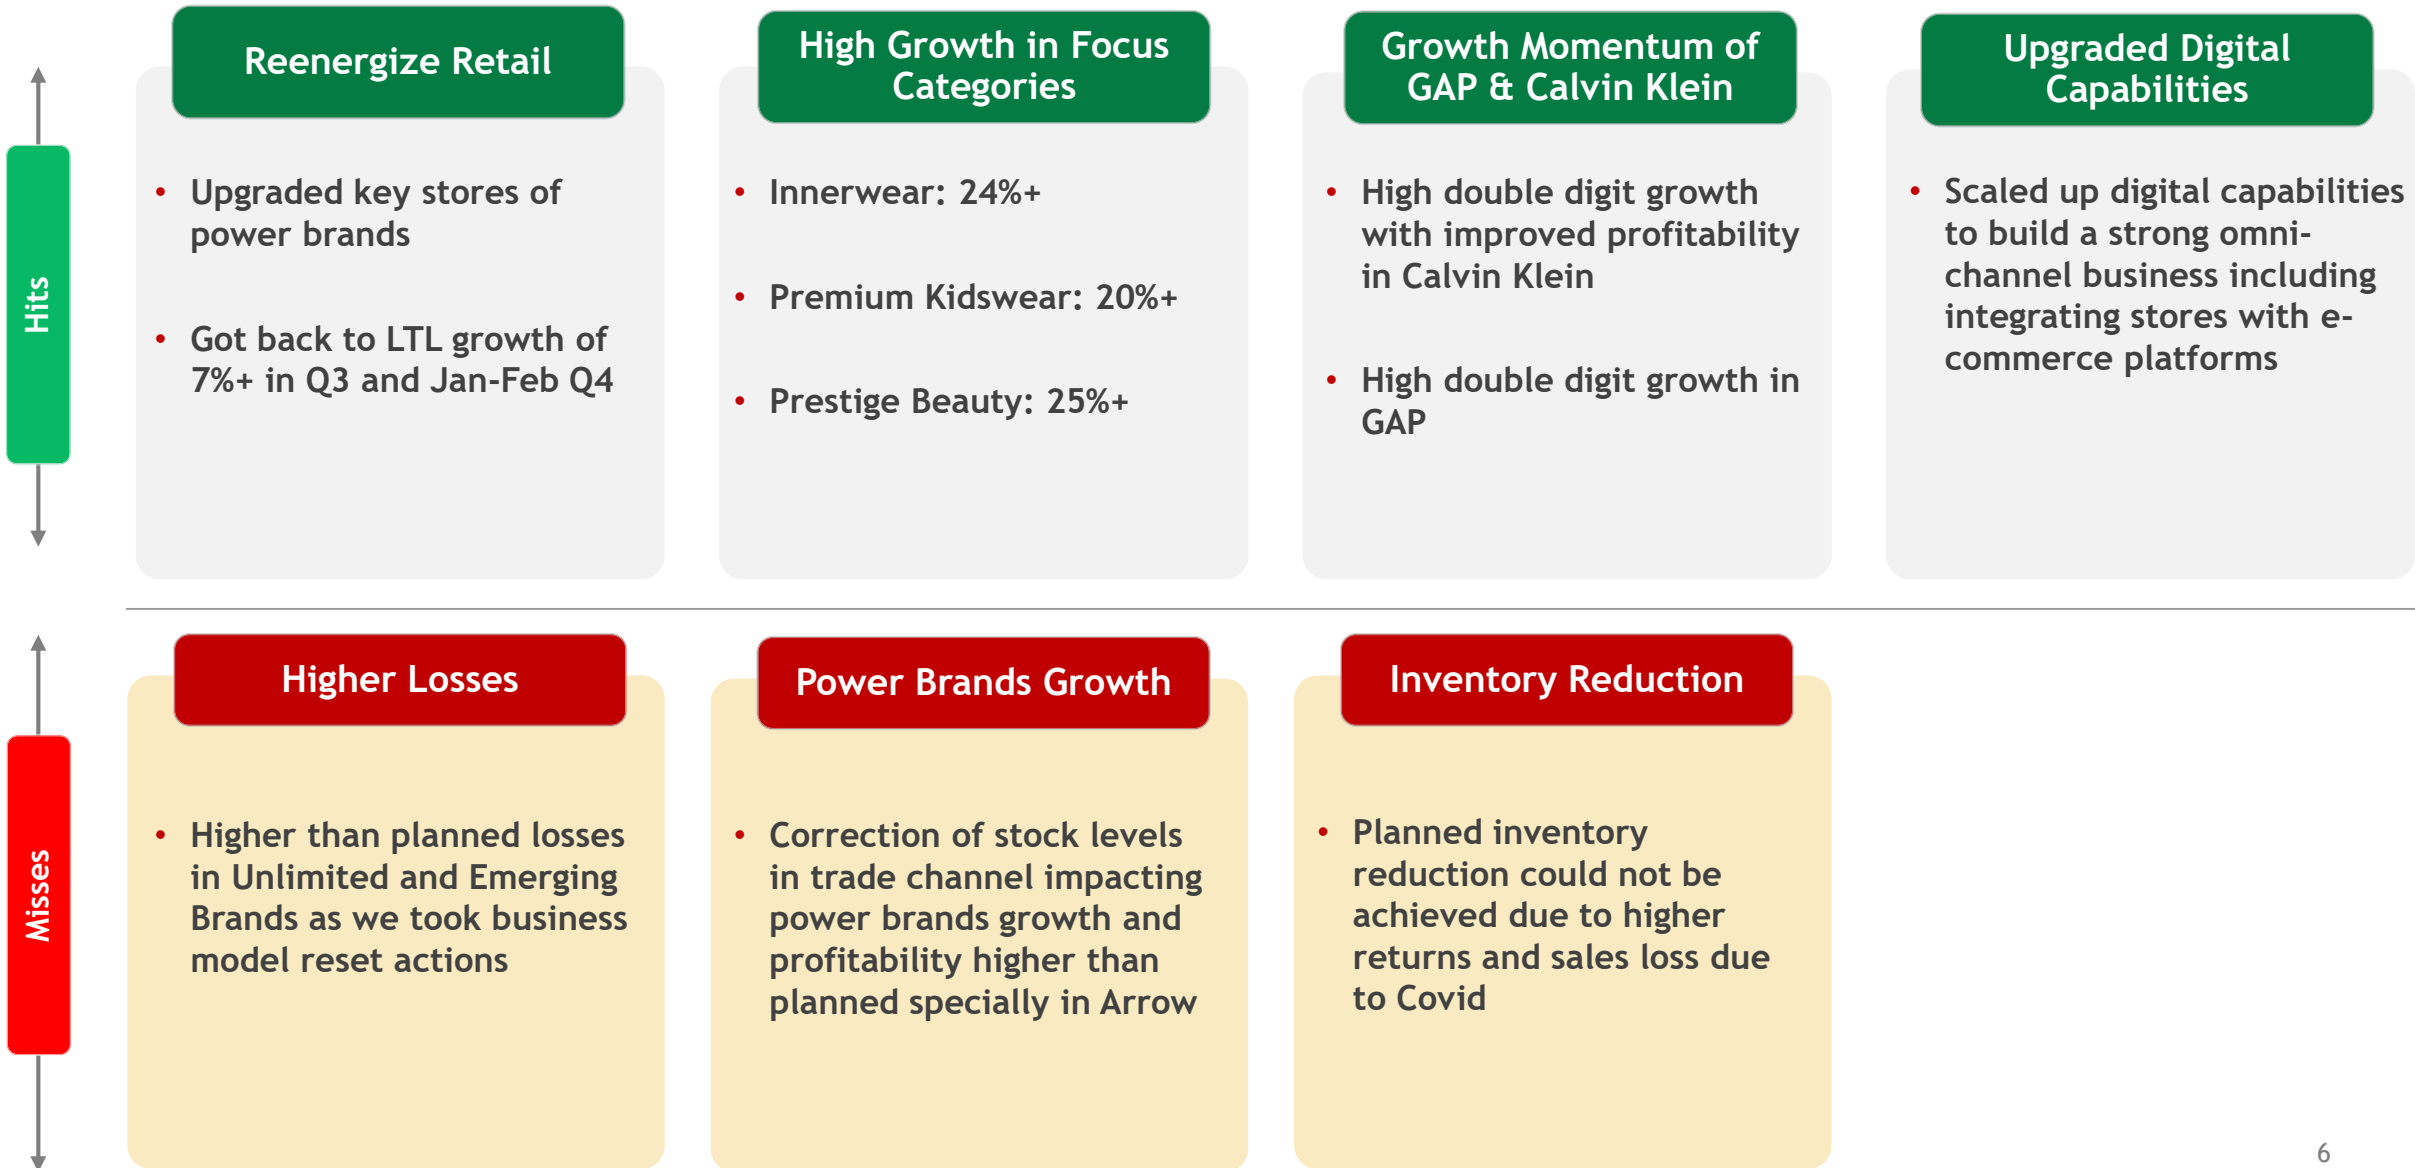 Hits
Reenergize Retail
• Upgraded key stores of
power brands
• Got back to LTL growth of
7%+ in Q3 and Jan-Feb Q4
High Growth in Focus
Categories
• Innerwear: 24%+
• Premium Kidswear: 20%+
• Prestige Beauty: 25%+
Growth Momentum of
GAP & Calvin Klein
• High double digit growth
with improved profitability
in Calvin Klein
• High double digit growth in
GAP
Upgraded Digital
Capabilities
• Scaled up digital capabilities
to build a strong omni-
channel business including
integrating stores with e-
commerce platforms
Misses
Higher Losses
• Higher than planned losses
in Unlimited and Emerging
Brands as we took business
model reset actions
Power Brands Growth
• Correction of stock levels
in trade channel impacting
power brands growth and
profitability higher than
planned specially in Arrow
Inventory Reduction
• Planned inventory
reduction could not be
achieved due to higher
returns and sales loss due
to Covid
6